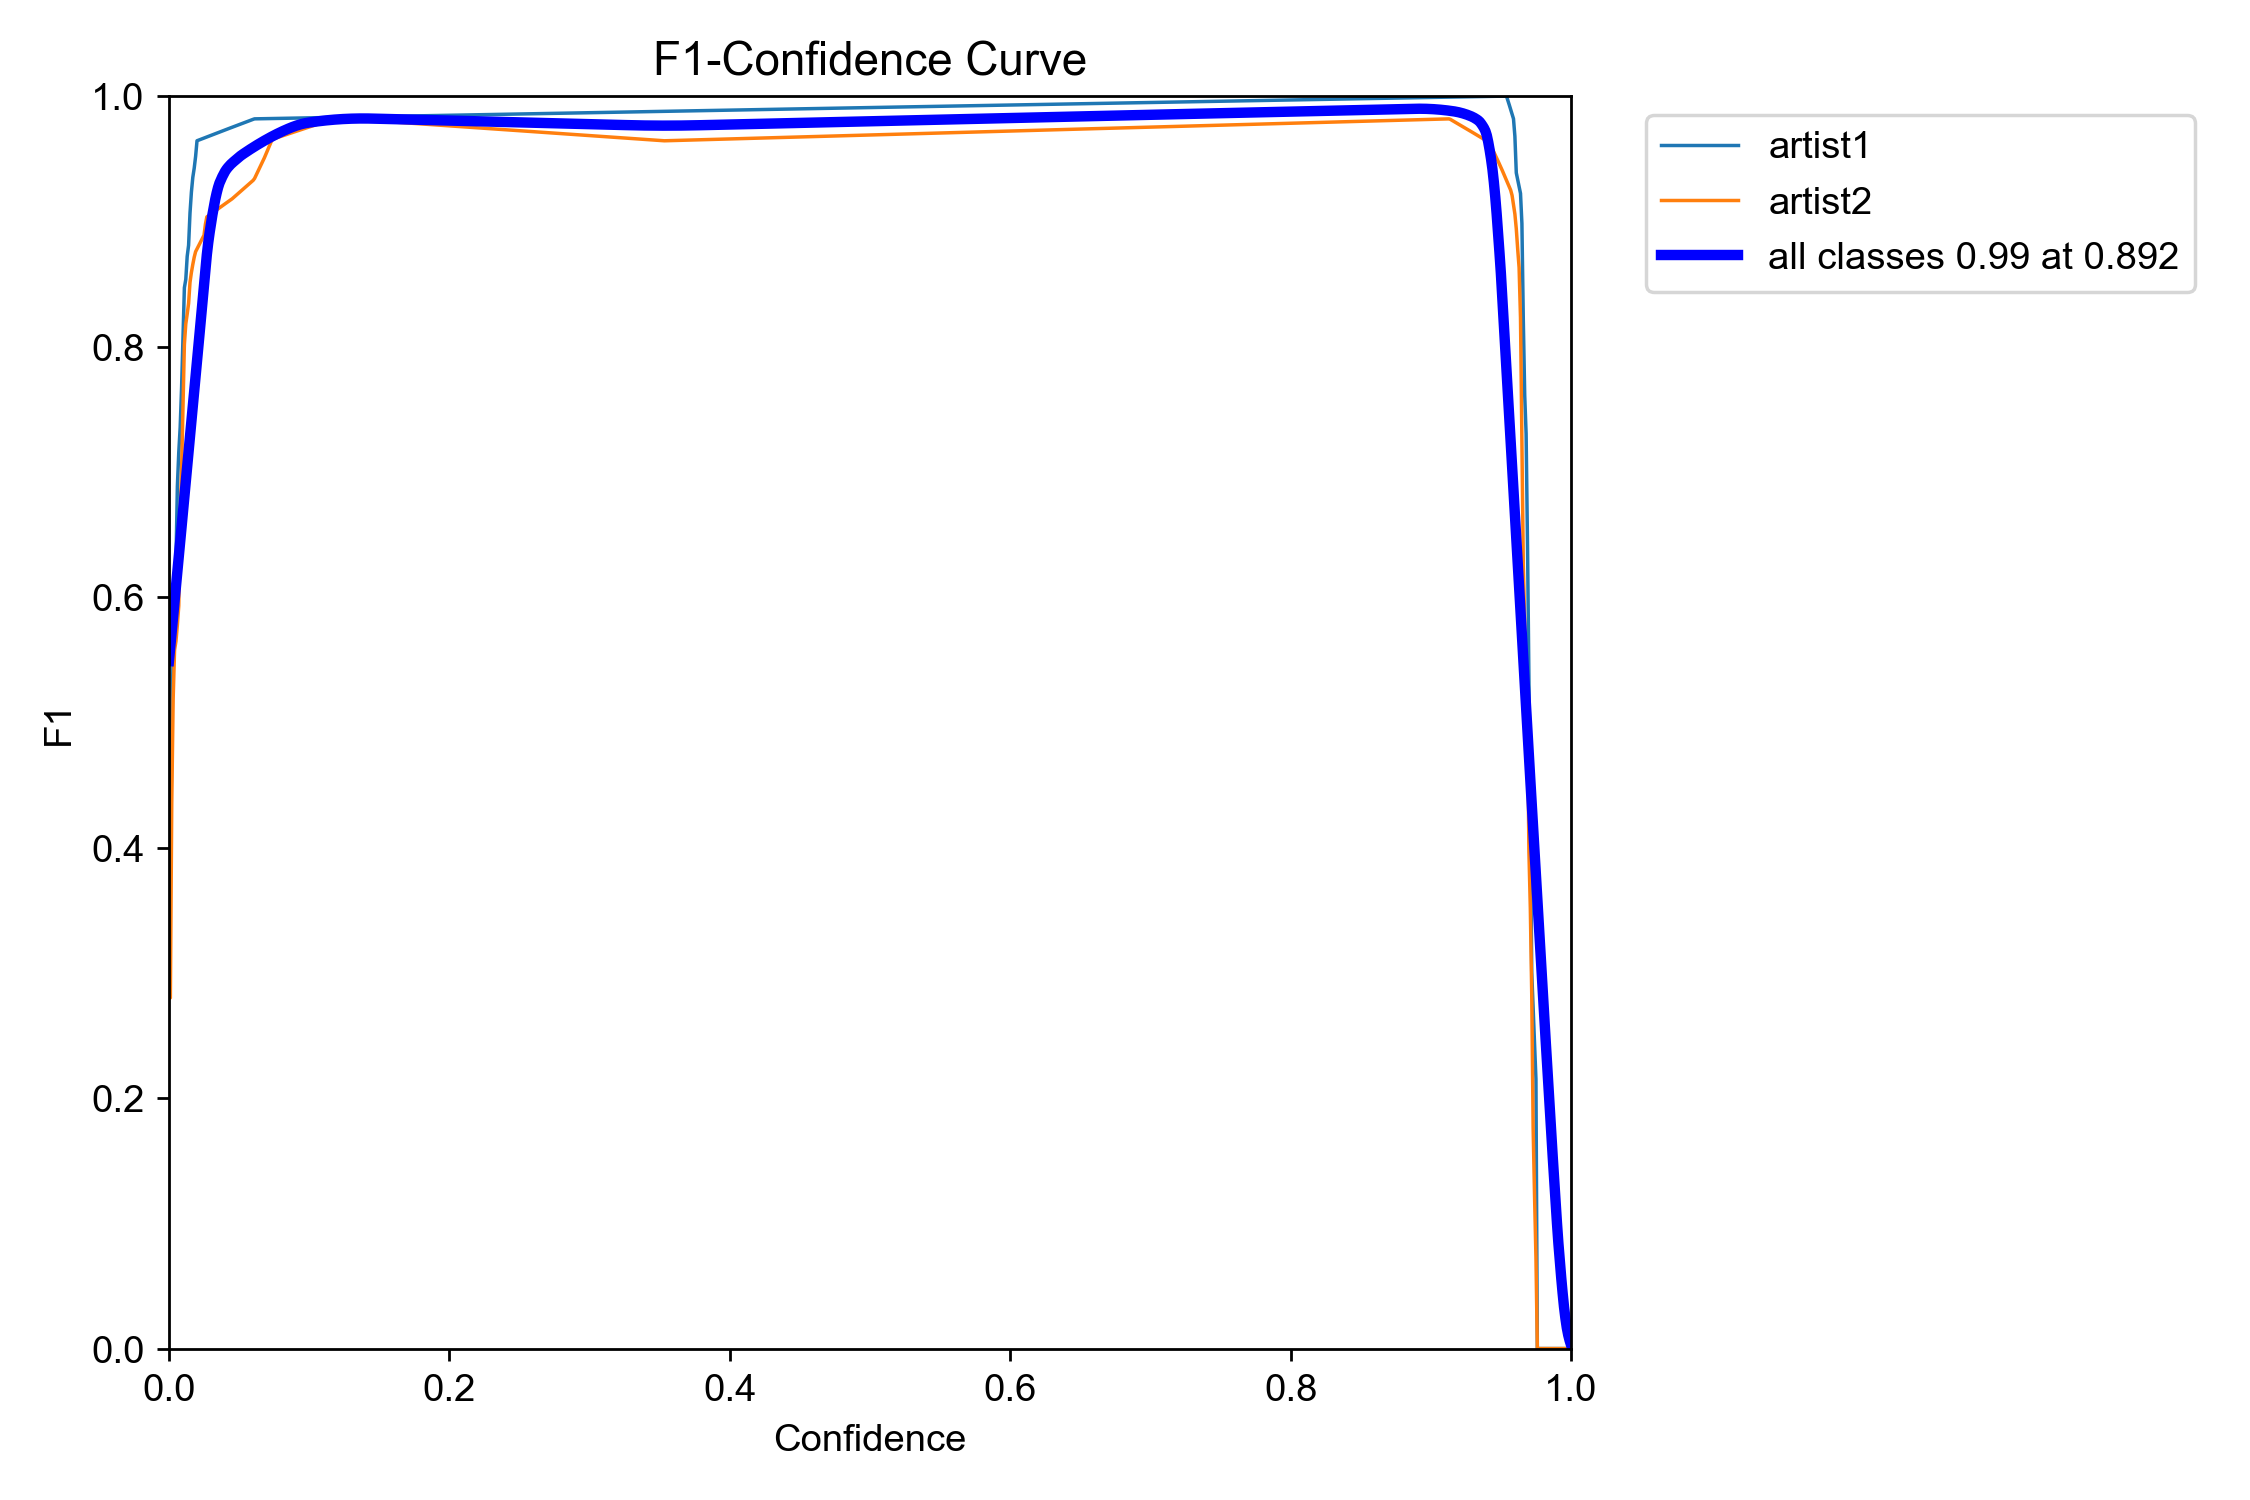 F1-Confidence Curve
1.0
0.8
0.6
0.4
0.2
0.0
F1
0.0 0.2 0.4 0.6 0.8 1.0
Confidence
artist1
artist2
all classes 0.99 at 0.892